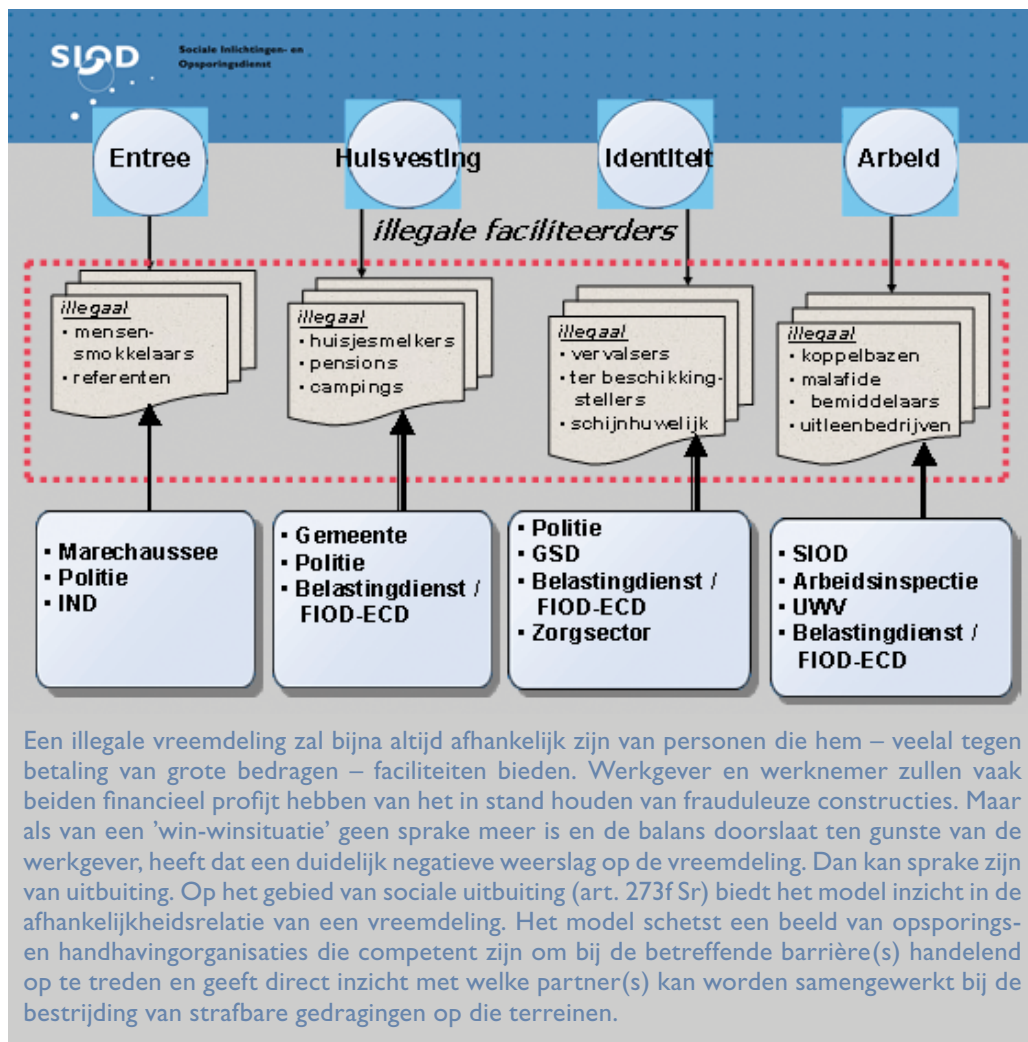 SIOD
Sociale Inlichtingen- en
Opsporingsdienst
Entree
Huisvesting
Identiteit
Arbeid
illegale faciliteerders
illegaal
• mensen-
smokkelaars
• referenten
illegaal
• huisjesmelkers
• pensions
• campings
illegaal
• vervalsers
• ter beschikking-
stellers
• schijnhuwelijk
illegaal
• koppelbazen
• malafide
bemiddelaars
• uitleenbedrijven
▪ Marechaussee
▪ Politie
▪ IND
▪ Gemeente
▪ Politie
▪ Belastingdienst /
FIOD-ECD
▪ Politie
▪ GSD
▪ Belastingdienst /
FIOD-ECD
▪ Zorgsector
▪ SIOD
▪ Arbeidsinspectie
▪ UWV
▪ Belastingdienst /
FIOD-ECD
Een illegale vreemdeling zal bijna altijd afhankelijk zijn van personen die hem – veelal tegen
betaling van grote bedragen – faciliteiten bieden. Werkgever en werknemer zullen vaak
beiden financieel profijt hebben van het in stand houden van frauduleuze constructies. Maar
als van een ’win-winsituatie’ geen sprake meer is en de balans doorslaat ten gunste van de
werkgever, heeft dat een duidelijk negatieve weerslag op de vreemdeling. Dan kan sprake zijn
van uitbuiting. Op het gebied van sociale uitbuiting (art. 273f Sr) biedt het model inzicht in de
afhankelijkheidsrelatie van een vreemdeling. Het model schetst een beeld van opsporings-
en handhavingorganisaties die competent zijn om bij de betreffende barrière(s) handelend
op te treden en geeft direct inzicht met welke partner(s) kan worden samengewerkt bij de
bestrijding van strafbare gedragingen op die terreinen.